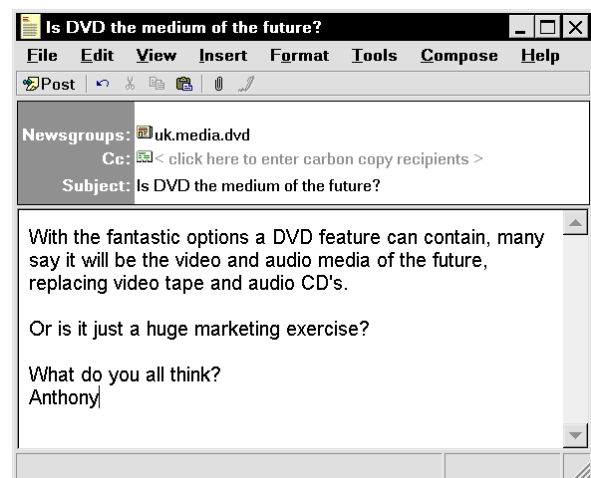 Is DVD the medium of the future?
File Edit View Insert Format Tools Compose Help
Post
Newsgroups: uk.media.dvd
Cc: < click here to enter carbon copy recipients >
Subject: Is DVD the medium of the future?
With the fantastic options a DVD feature can contain, many
say it will be the video and audio media of the future,
replacing video tape and audio CD's.
Or is it just a huge marketing exercise?
What do you all think?
Anthony